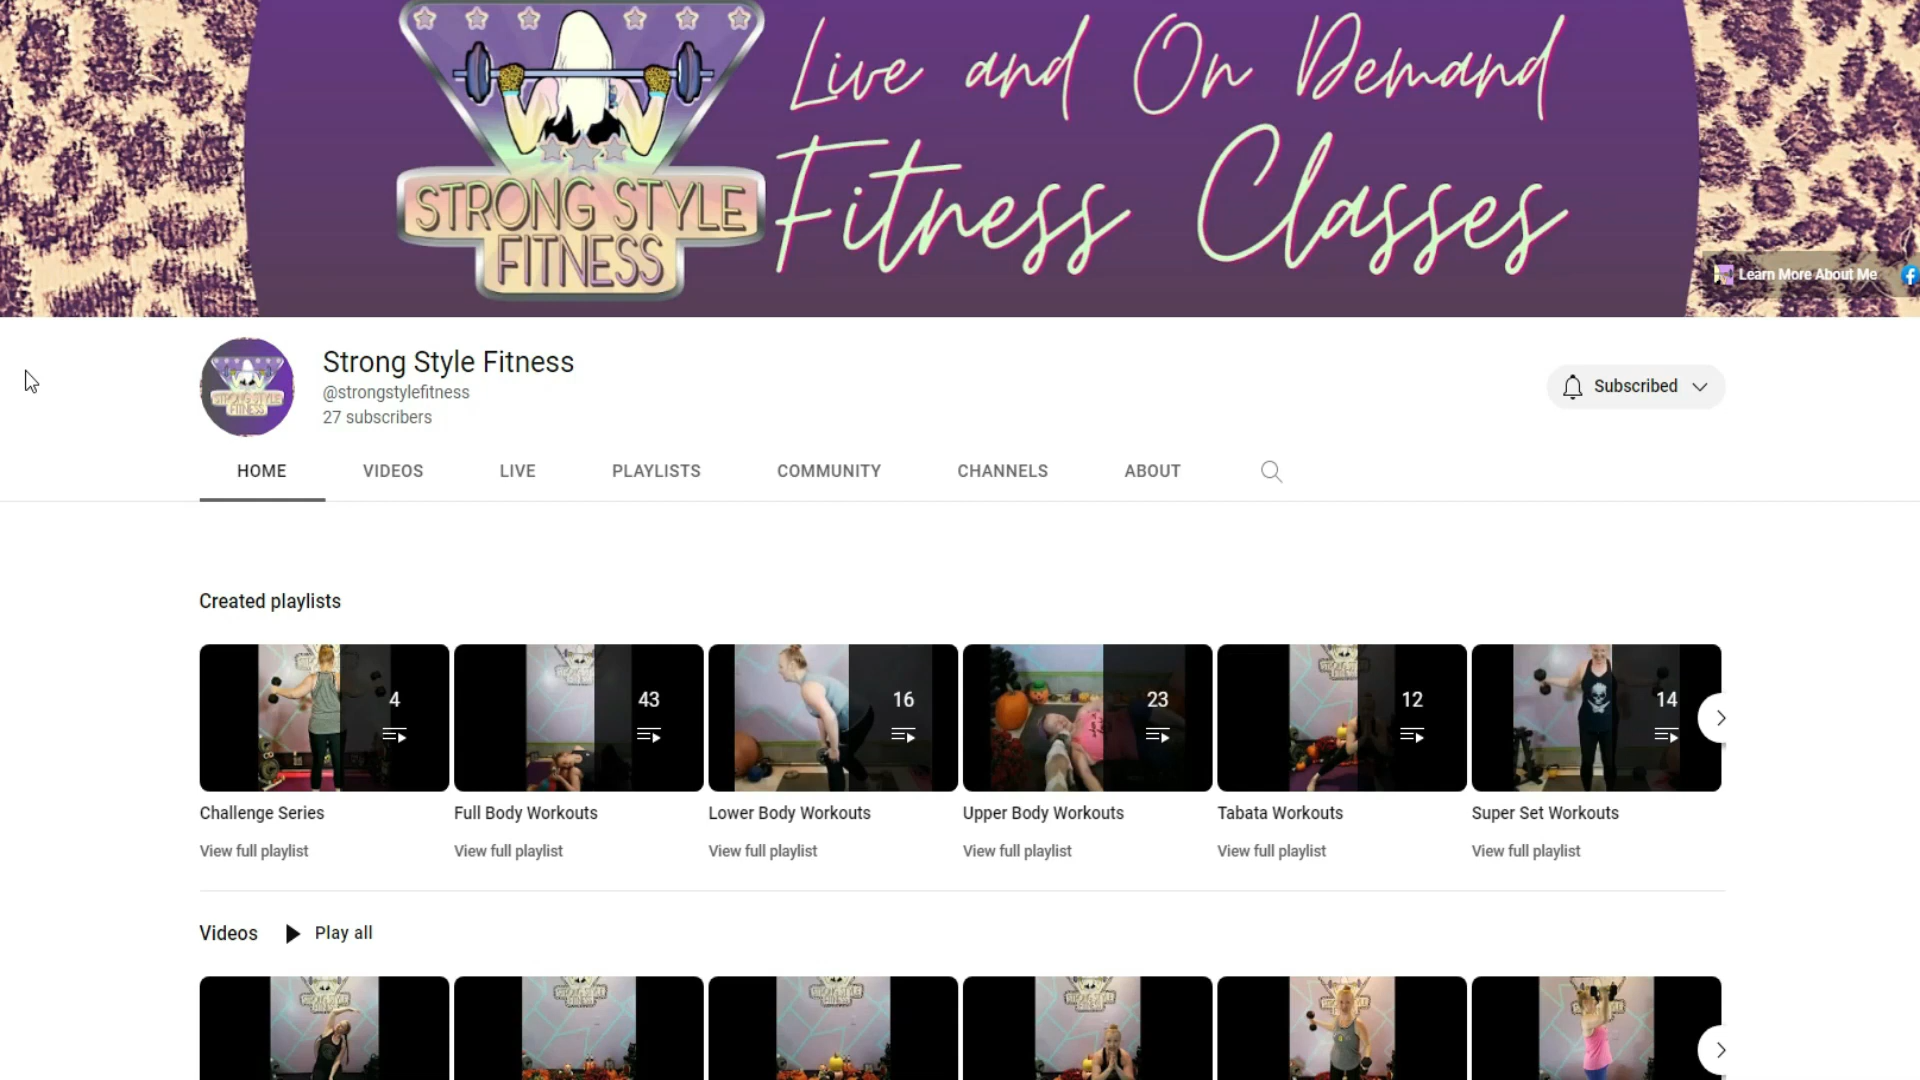 Live and On Demand
Fitness Classes
STRONG STYLE
FITNESS
Learn More About Me
Strong Style Fitness
@strongstylefitness
27 subscribers
Subscribed
HOME VIDEOS LIVE PLAYLISTS COMMUNITY CHANNELS ABOUT
Created playlists
4 43 16 23 12 14
Challenge Series Full Body Workouts Lower Body Workouts Upper Body Workouts Tabata Workouts Super Set Workouts
View full playlist View full playlist View full playlist View full playlist View full playlist View full playlist
Videos Play all